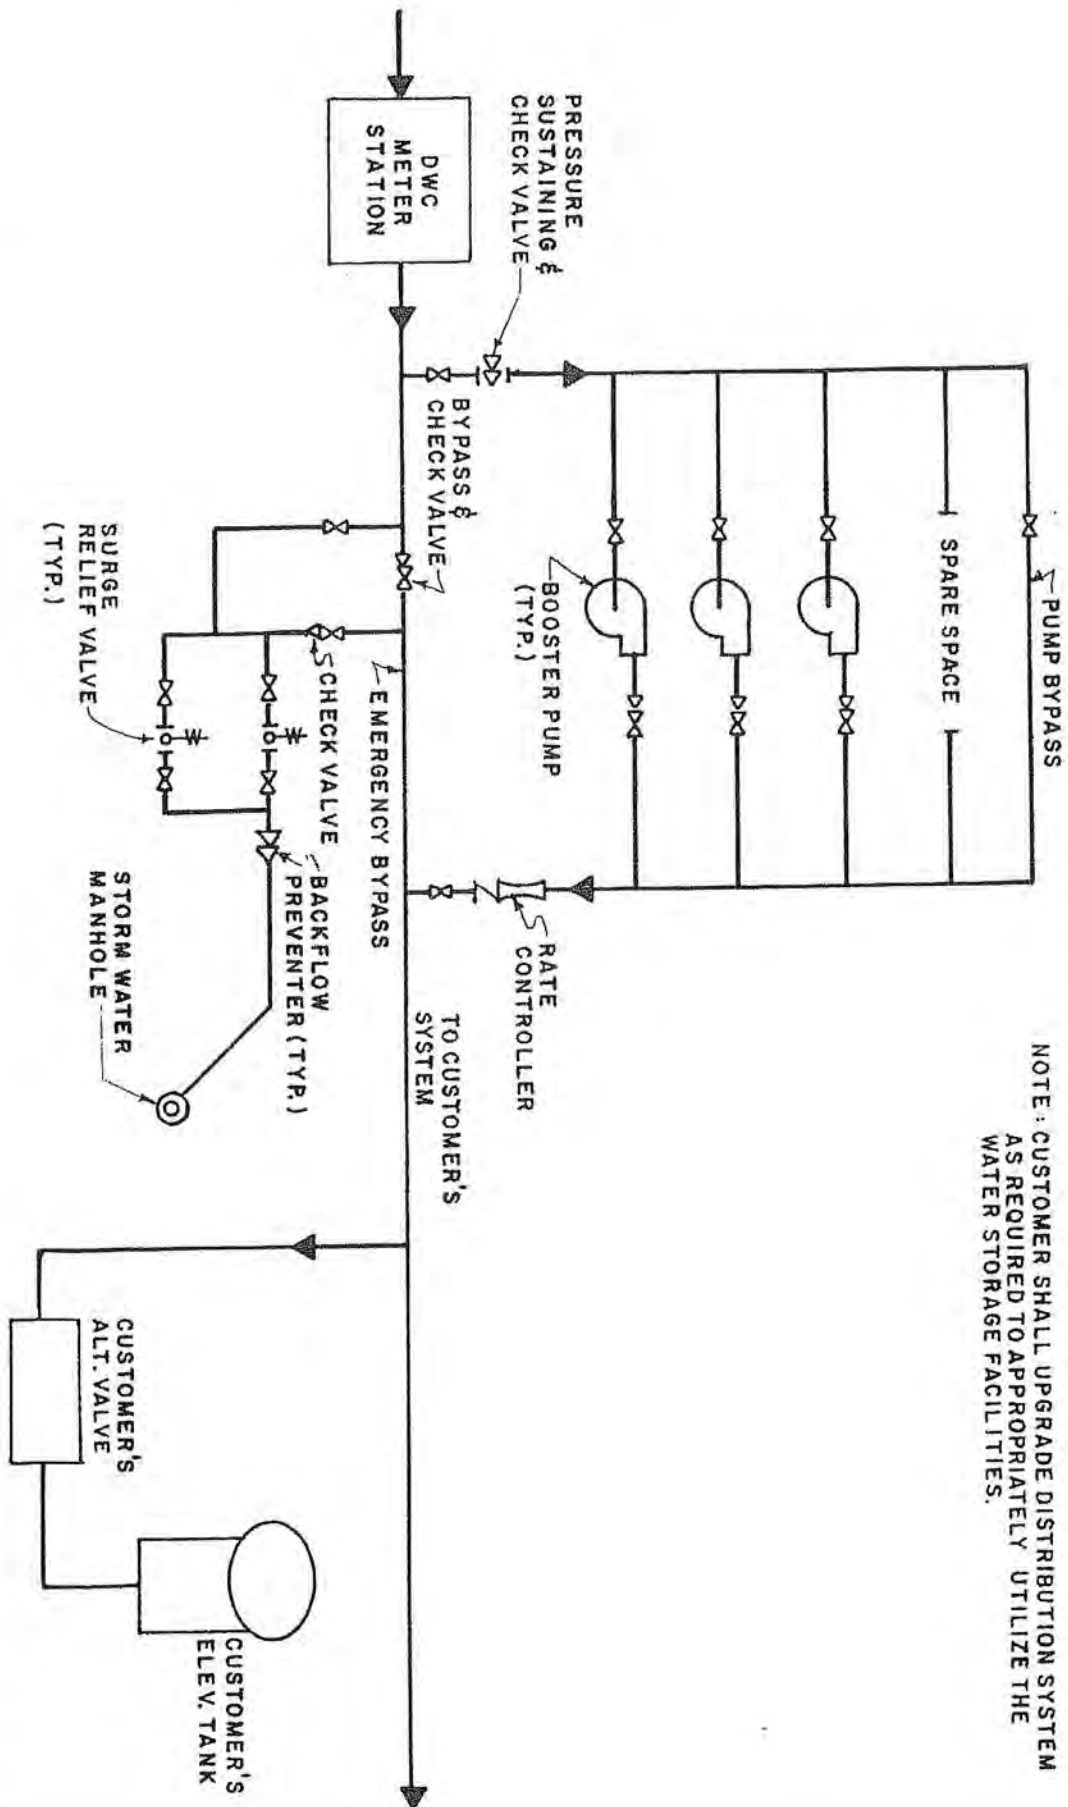 NOTE : CUSTOMER SHALL UPGRADE DISTRIBUTION SYSTEM
AS REQUIRED TO APPROPRIATELY UTILIZE THE
WATER STORAGE FACILITIES.
PUMP BYPASS
SPARE SPACE
BOOSTER PUMP
(TYP.)
PRESSURE
SUSTAINING &
CHECK VALVE
RATE
CONTROLLER
DWC
METER
STATION
BYPASS &
CHECK VALVE
EMERGENCY BYPASS
TO CUSTOMER'S
SYSTEM
CHECK VALVE
BACKFLOW
PREVENTER (TYP.)
SURGE
RELIEF VALVE
(TYP.)
STORM WATER
MANHOLE
CUSTOMER'S
ALT. VALVE
CUSTOMER'S
ELEV. TANK